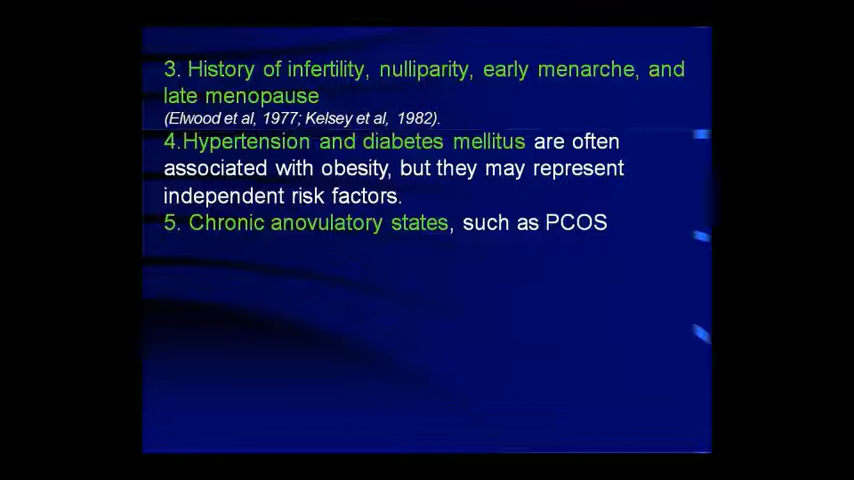 3. History of infertility, nulliparity, early menarche, and
late menopause
(Elwood et al, 1977; Kelsey et al, 1982).
4.Hypertension and diabetes mellitus are often
associated with obesity, but they may represent
independent risk factors.
5. Chronic anovulatory states, such as PCOS